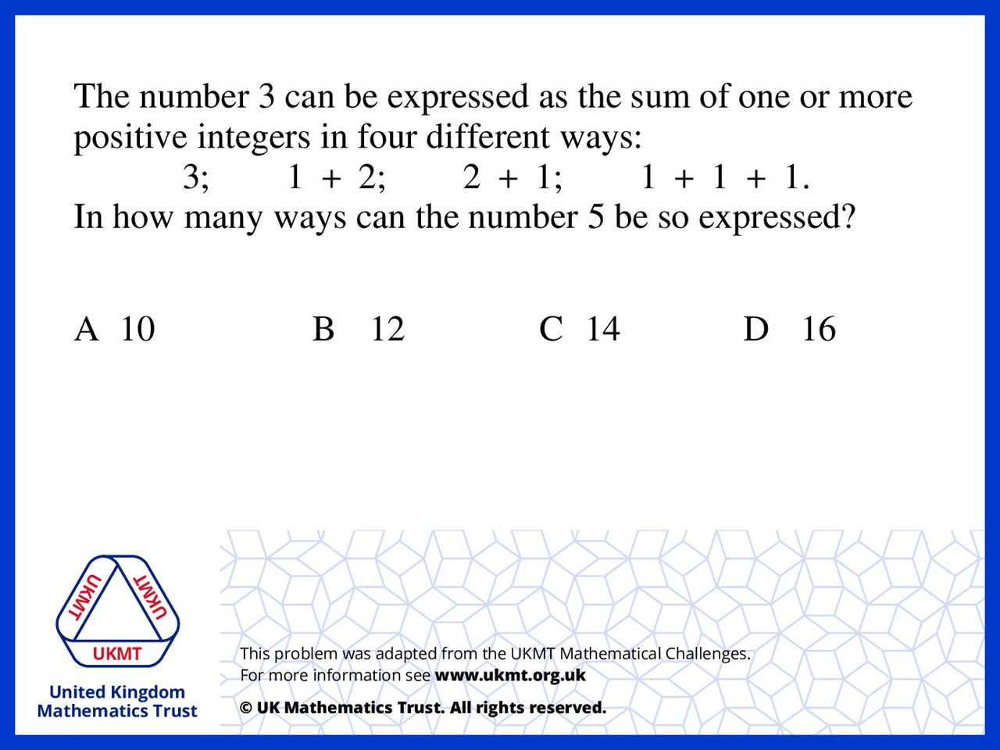 The number 3 can be expressed as the sum of one or more
positive integers in four different ways:
3; 1 + 2; 2 + 1; 1 + 1 + 1.
In how many ways can the number 5 be so expressed?
A 10 B 12 C 14 D 16
UKMT UKMT
UKMT
United Kingdom
Mathematics Trust
This problem was adapted from the UKMT Mathematical Challenges.
For more information see www.ukmt.org.uk
© UK Mathematics Trust. All rights reserved.